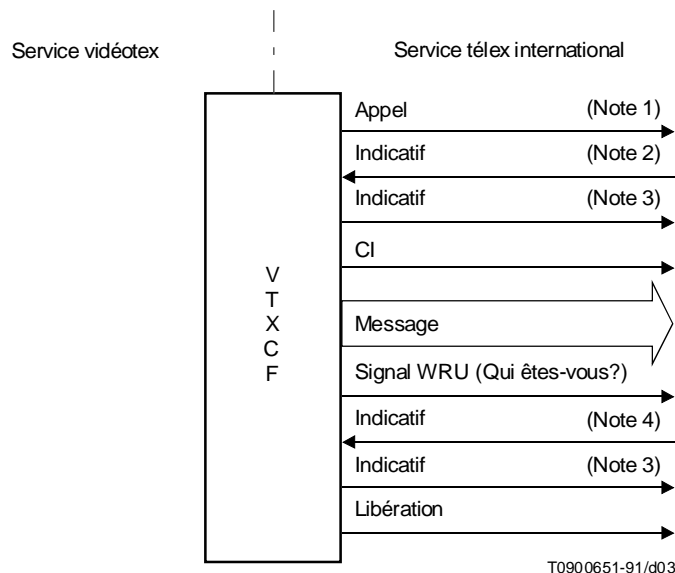 Service vidéotex
Service télex international
Appel (Note 1)
Indicatif (Note 2)
Indicatif (Note 3)
CI
V
T
X
C
F
Message
Signal WRU (Qui êtes-vous?)
Indicatif (Note 4)
Indicatif (Note 3)
Libération
T0900651-91/d03